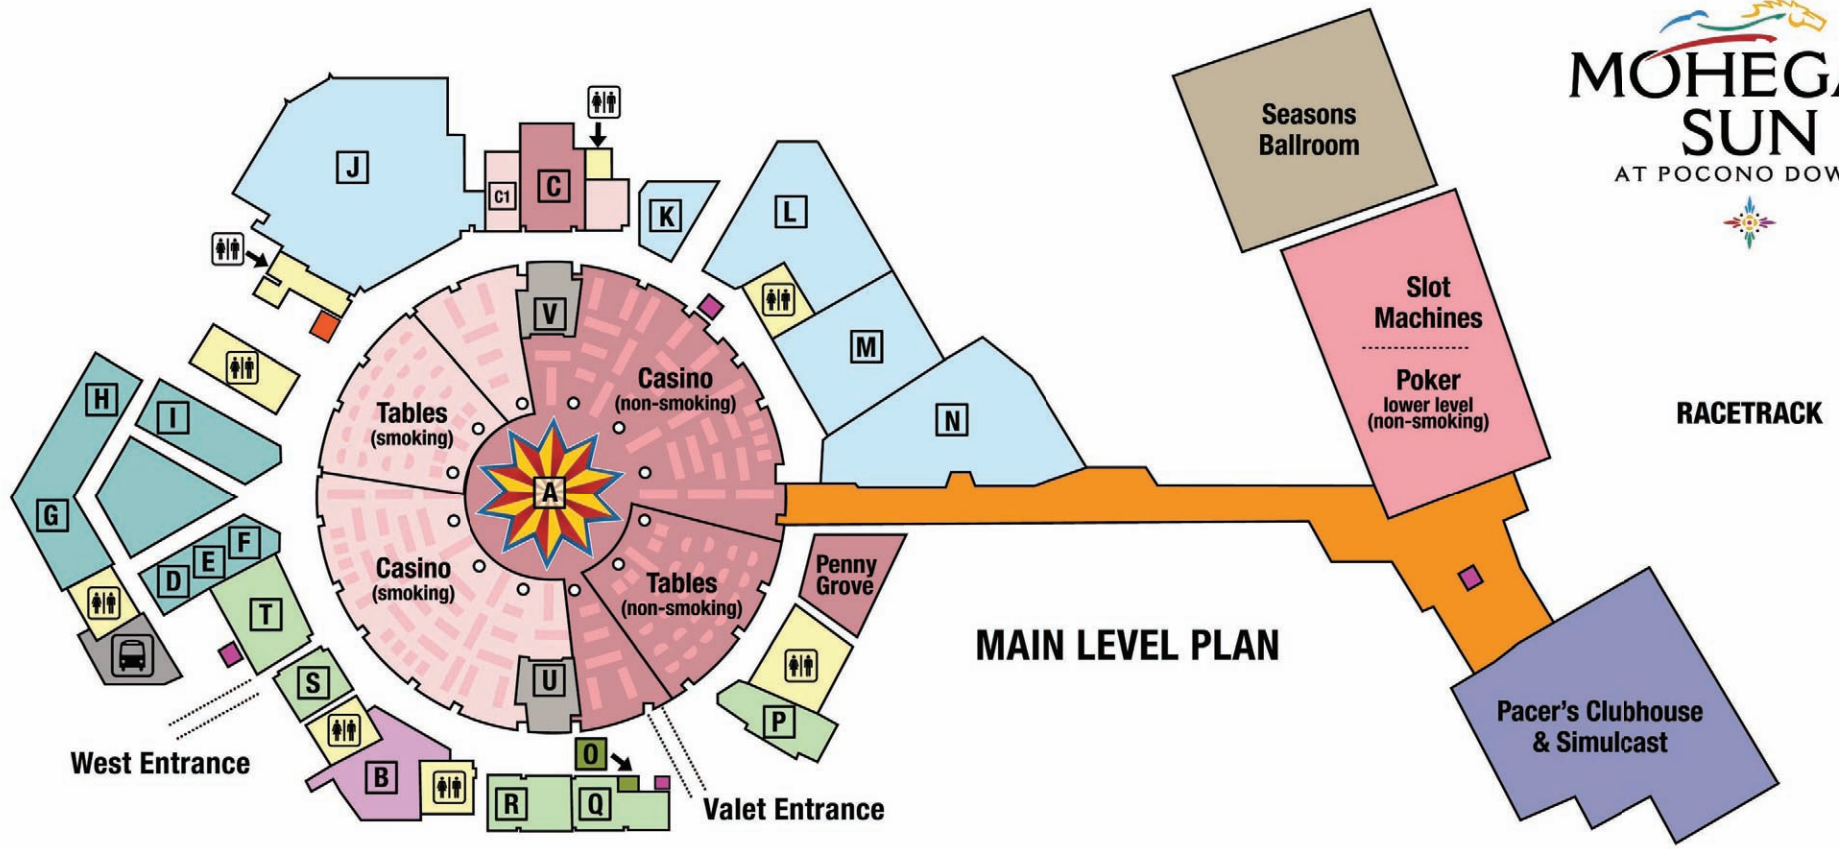 MOHEGA
SUN
AT POCONO DOW
Seasons
Ballroom
J
C1
C
K
L
V
Slot
Machines
Poker
lower level
(non-smoking)
M
Casino
(non-smoking)
Tables
(smoking)
H
I
N
RACETRACK
A
G
F
E
D
Casino
(smoking)
Tables
(non-smoking)
Penny
Grove
T
MAIN LEVEL PLAN
S
U
P
Pacer's Clubhouse
& Simulcast
West Entrance
O
B
R
Q
Valet Entrance